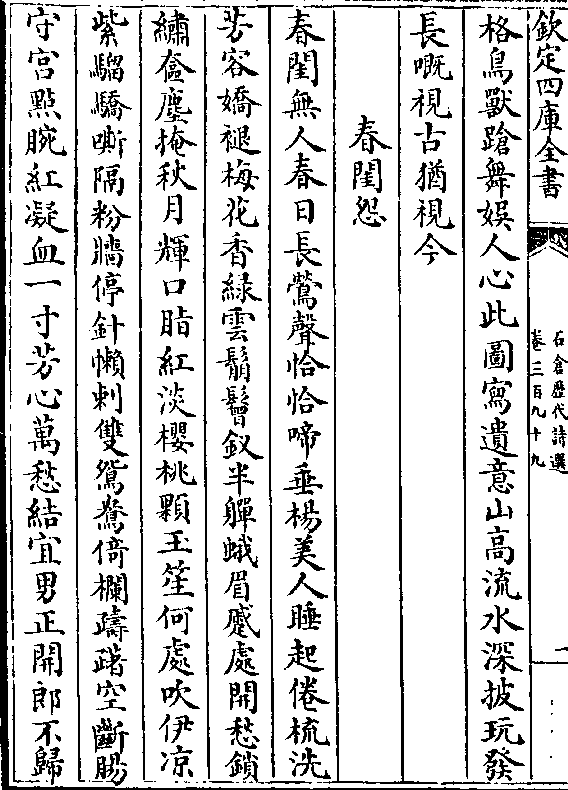 欽定四庫全書
石倉歷代詩選
卷三百九十九
格鳥獸蹌舞娛人心此圖寫遺意山高流水深披玩發
長嘅視古猶視今
春閨怨
春閨無人春日長鶯聲恰恰啼垂楊美人睡起倦梳洗
芳容嬌褪梅花香綠雲鬅鬙釵半軃蛾眉蹙處開愁鎖
繡奩塵掩秋月輝口脂紅淡櫻桃顆玉笙何處吹伊涼
紫騮驕嘶隔粉牆停針懶刺雙鴛鴦倚欄躊躇空斷腸
守宮㸃腕紅凝血一寸芳心萬愁結宜男正開郎不歸